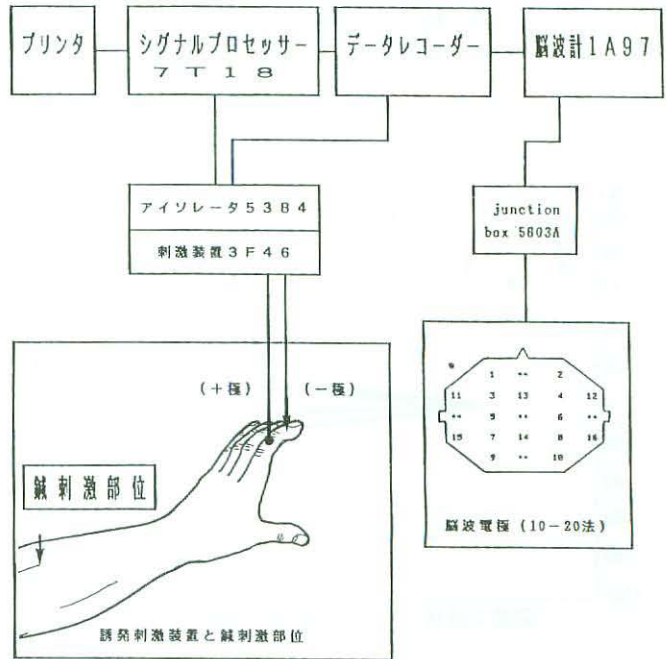 プリンタ
シグナルプロセッサー
7T18
データレコーダー
脳波計1A97
アイソレータ5384
刺激装置3F46
junction
box 5803A
(+極)
(-極)
鍼刺激部位
誘発刺激装置と鍼刺激部位
1 ** 2
11 3 13 4 12
** 5 ** 6 **
15 7 14 8 16
9 ** 10
脳波電極(10-20法)